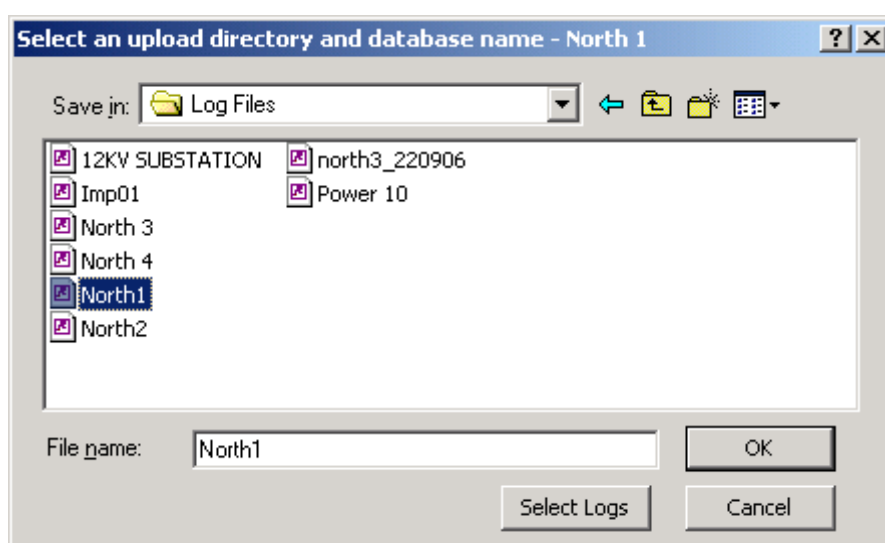 Select an upload directory and database name - North 1
Save in: Log Files
12KV SUBSTATION north3_220906
Imp01 Power 10
North 3
North 4
North1
North2
File name: North1 OK
Select Logs Cancel